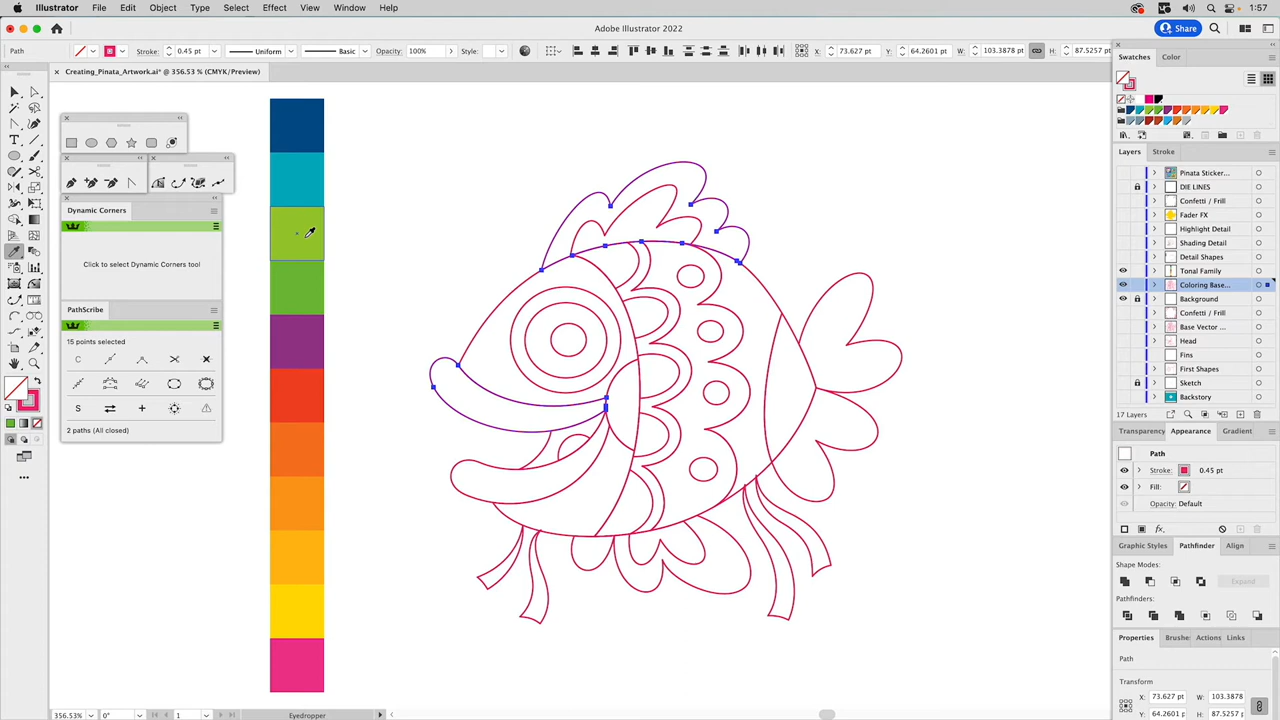 Illustrator File Edit Object Type Select Effect View Window Help 1:57
Adobe Illustrator 2022 Share
Path Stroke: 0.45 pt Uniform Basic Opacity: 100% Style: X: 73.627 pt Y: 64.2601 pt W: 103.3878 pt H: 87.5257 pt
Creating_Pinata_Artwork.ai* @ 356.53 % (CMYK/Preview)
Dynamic Corners
Click to select Dynamic Corners tool
PathScribe
15 points selected
C
S
2 paths (All closed)
Swatches Color
Layers Stroke
Pinata Sticker...
DIE LINES
Confetti / Frill
Fader FX
Highlight Detail
Shading Detail
Detail Shapes
Tonal Family
Coloring Base...
Background
Confetti / Frill
Base Vector ...
Head
Fins
First Shapes
Sketch
Backstory
17 Layers
Transparency Appearance Gradient
Path
Stroke: 0.45 pt
Fill:
Opacity: Default
fx
Graphic Styles Pathfinder Align
Shape Modes:
Expand
Pathfinders:
Properties Brushes Actions Links
Path
Transform
X: 73.627 pt W: 103.3878
Y: 64.2601 pt H: 87.5257 pt
356.53% 0° 1 Eyedropper